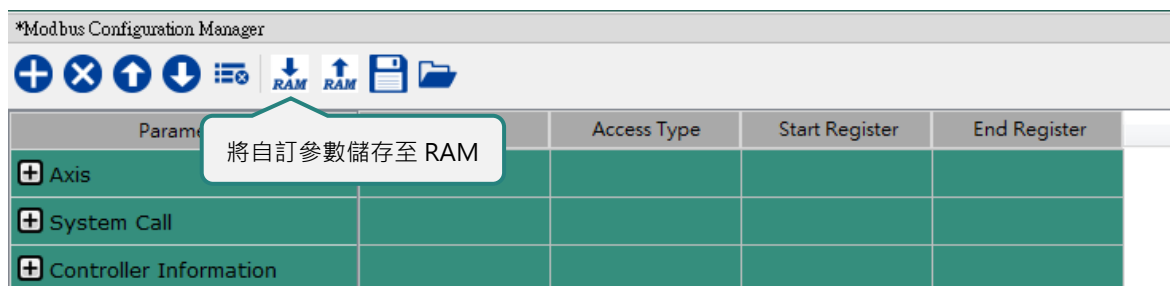 *Modbus Configuration Manager
RAM RAM
Parame Access Type Start Register End Register
將自訂參數儲存至 RAM
Axis
System Call
Controller Information